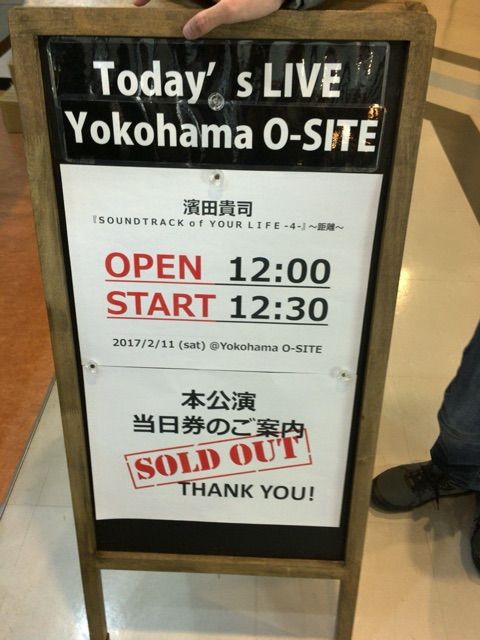 Today's LIVE
Yokohama O-SITE
濱田貴司
『SOUNDTRACK of YOUR LIFE -4-』～距離～
OPEN 12:00
START 12:30
2017/2/11 (sat) @Yokohama O-SITE
本公演
当日券のご案内
SOLD OUT
THANK YOU!